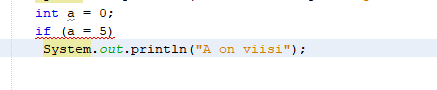 int a = 0;
if (a = 5)
System.out.println("A on viisi");